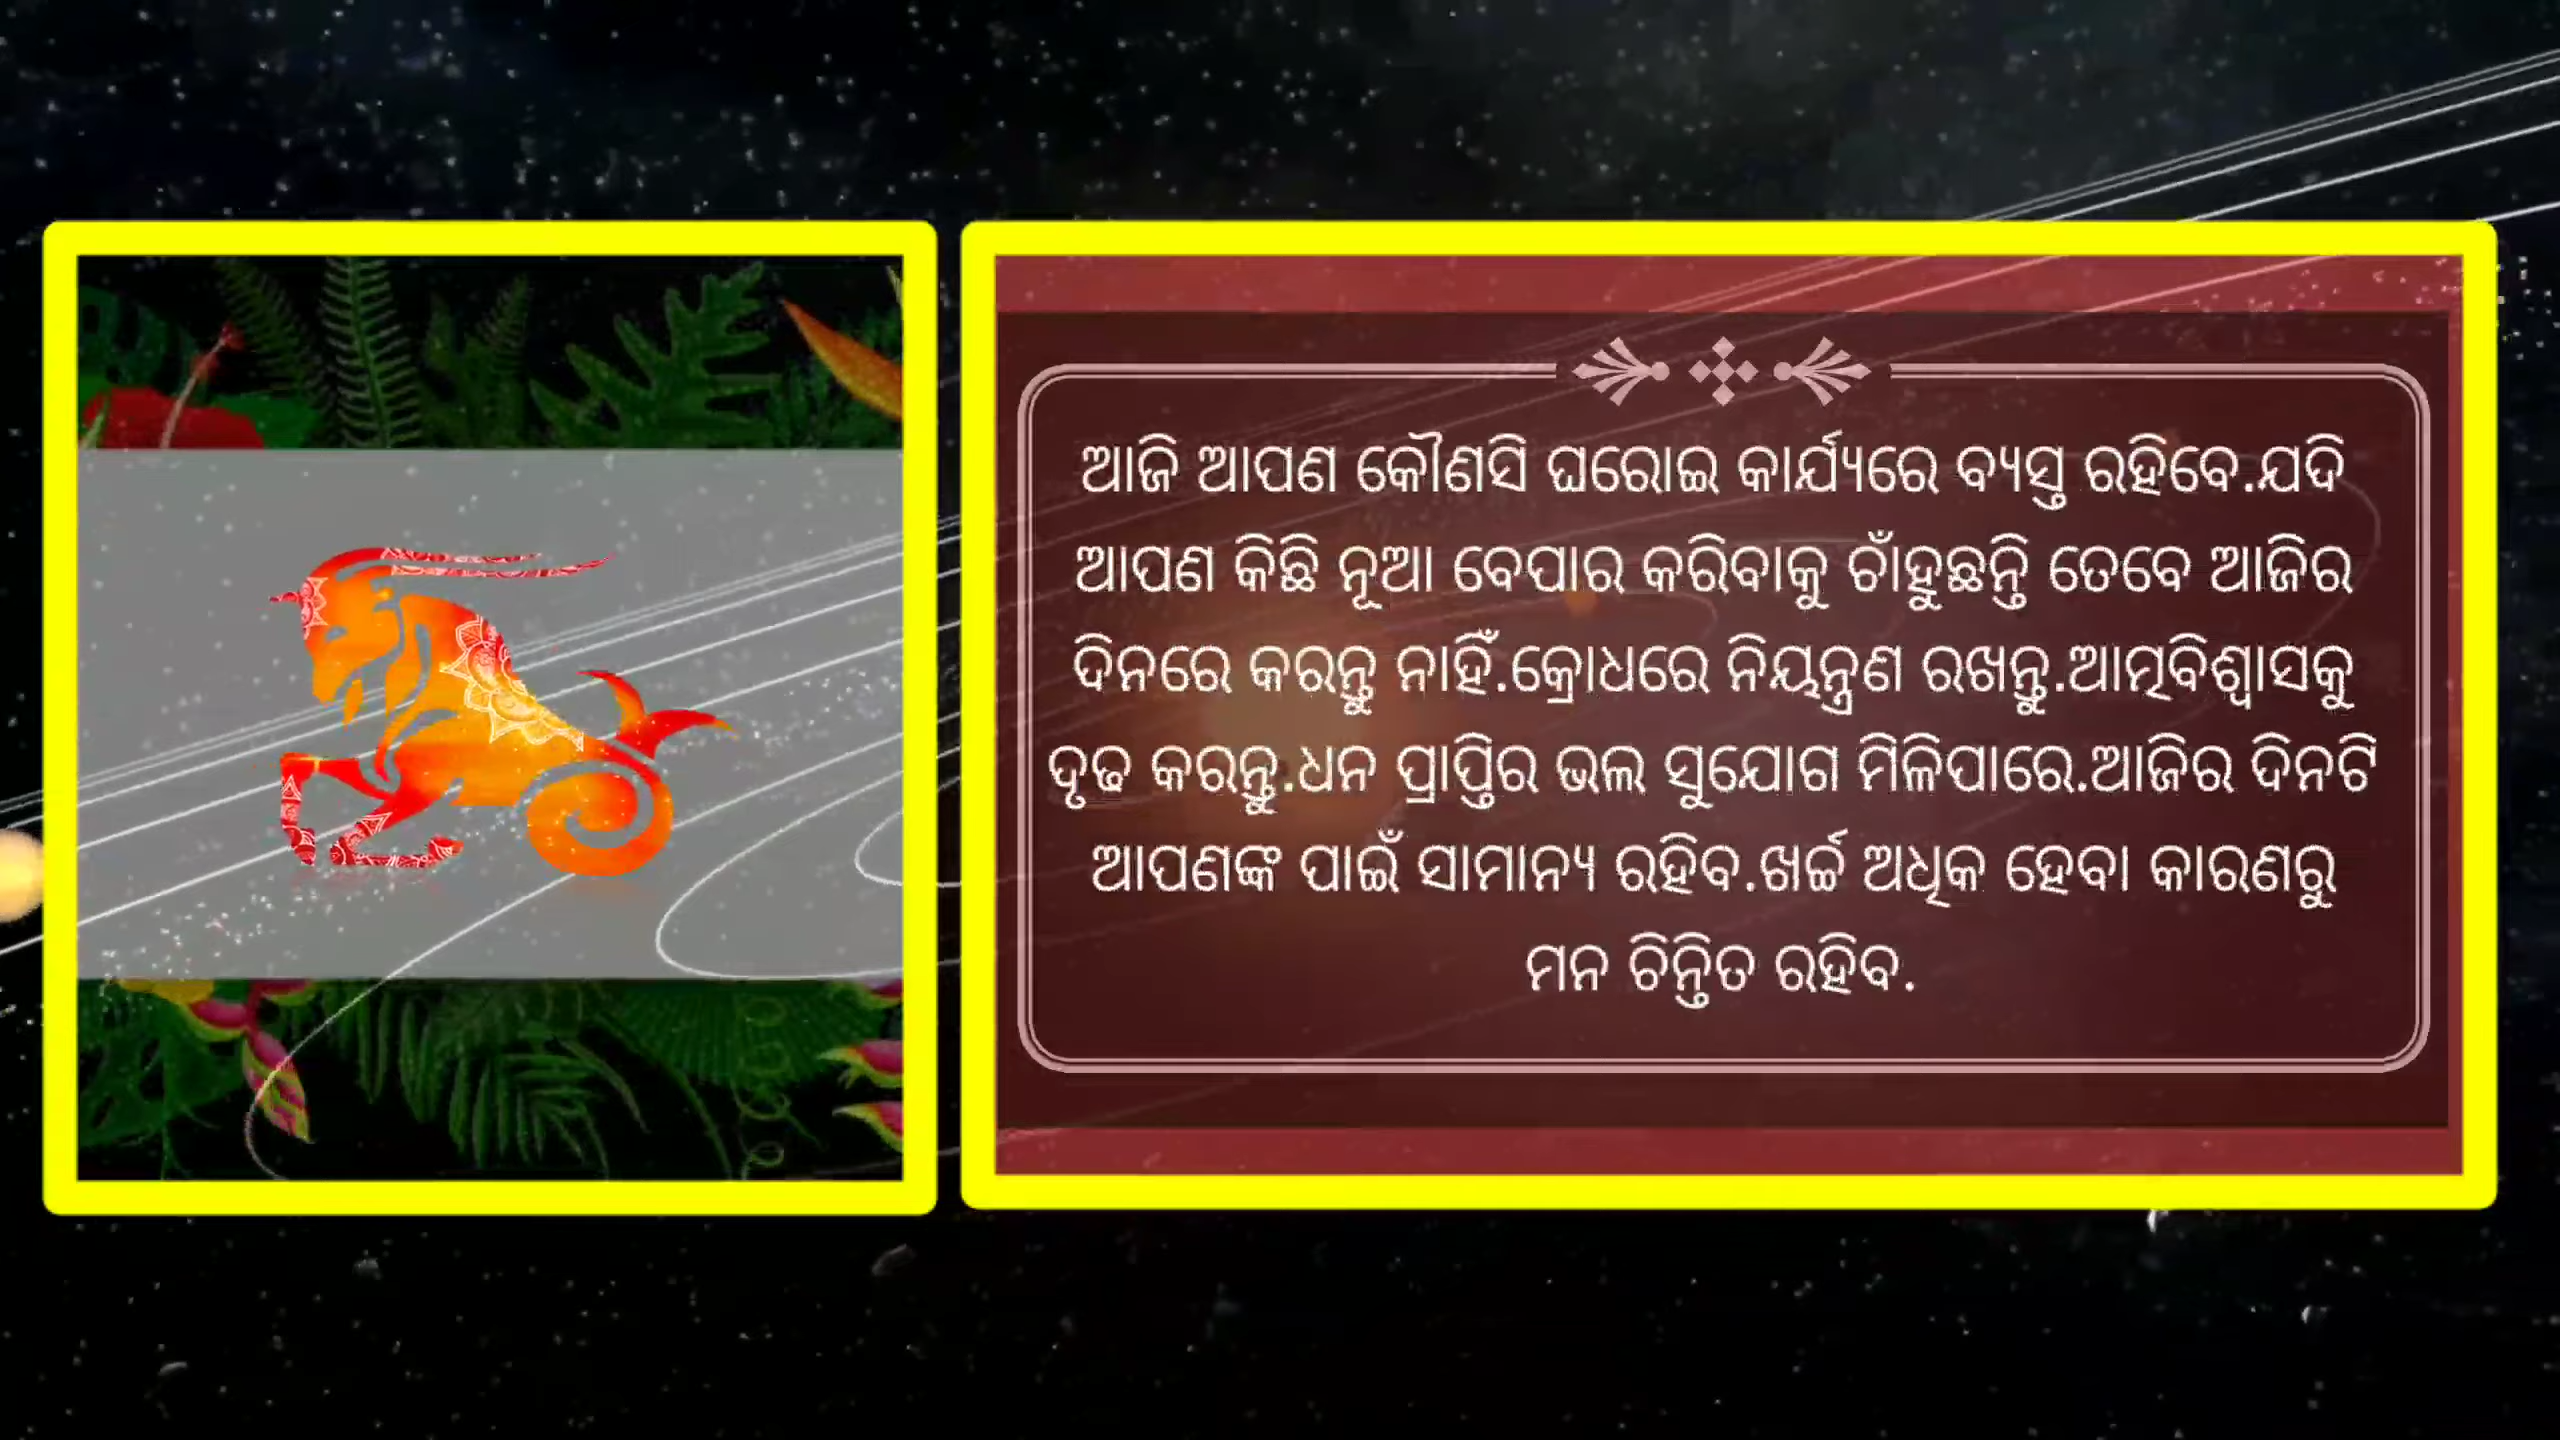 ଆଜି ଆପଣ କୌଣସି ଘରୋଇ କାର୍ଯ୍ୟରେ ବ୍ୟସ୍ତ ରହିବେ.ଯଦି
ଆପଣ କିଛି ନୂଆ ବେପାର କରିବାକୁ ଚାଁହୁଛନ୍ତି ତେବେ ଆଜିର
ଦିନରେ କରନ୍ତୁ ନାହିଁ.କ୍ରୋଧରେ ନିୟନ୍ତ୍ରଣ ରଖନ୍ତୁ.ଆତ୍ମବିଶ୍ୱାସକୁ
ଦୃଢ କରନ୍ତୁ.ଧନ ପ୍ରାପ୍ତିର ଭଲ ସୁଯୋଗ ମିଳିପାରେ.ଆଜିର ଦିନଟି
ଆପଣଙ୍କ ପାଇଁ ସାମାନ୍ୟ ରହିବ.ଖର୍ଚ୍ଚ ଅଧିକ ହେବା କାରଣରୁ
ମନ ଚିନ୍ତିତ ରହିବ.